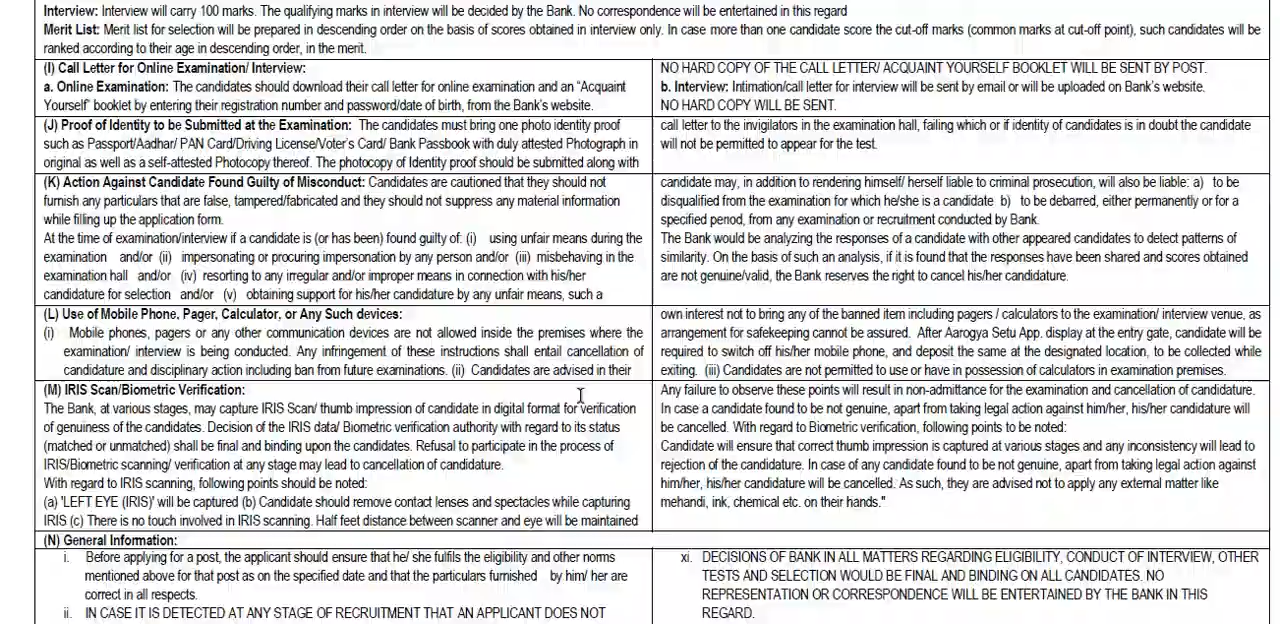 Interview: Interview will carry 100 marks. The qualifying marks in interview will be decided by the Bank. No correspondence will be entertained in this regard
Merit List: Merit list for selection will be prepared in descending order on the basis of scores obtained in interview only. In case more than one candidate score the cut-off marks (common marks at cut-off point), such candidates will be
ranked according to their age in descending order, in the merit.
(I) Call Letter for Online Examination/ Interview:
a. Online Examination: The candidates should download their call letter for online examination and an “Acquaint
Yourself’ booklet by entering their registration number and password/date of birth, from the Bank’s website.
NO HARD COPY OF THE CALL LETTER/ ACQUAINT YOURSELF BOOKLET WILL BE SENT BY POST.
b. Interview: Intimation/call letter for interview will be sent by email or will be uploaded on Bank’s website.
NO HARD COPY WILL BE SENT.
(J) Proof of Identity to be Submitted at the Examination: The candidates must bring one photo identity proof
such as Passport/Aadhar/ PAN Card/Driving License/Voter’s Card/ Bank Passbook with duly attested Photograph in
original as well as a self-attested Photocopy thereof. The photocopy of Identity proof should be submitted along with
call letter to the invigilators in the examination hall, failing which or if identity of candidates is in doubt the candidate
will not be permitted to appear for the test.
(K) Action Against Candidate Found Guilty of Misconduct: Candidates are cautioned that they should not
furnish any particulars that are false, tampered/fabricated and they should not suppress any material information
while filling up the application form.
At the time of examination/interview if a candidate is (or has been) found guilty of: (i) using unfair means during the
examination and/or (ii) impersonating or procuring impersonation by any person and/or (iii) misbehaving in the
examination hall and/or (iv) resorting to any irregular and/or improper means in connection with his/her
candidature for selection and/or (v) obtaining support for his/her candidature by any unfair means, such a
candidate may, in addition to rendering himself/ herself liable to criminal prosecution, will also be liable: a) to be
disqualified from the examination for which he/she is a candidate b) to be debarred, either permanently or for a
specified period, from any examination or recruitment conducted by Bank.
The Bank would be analyzing the responses of a candidate with other appeared candidates to detect patterns of
similarity. On the basis of such an analysis, if it is found that the responses have been shared and scores obtained
are not genuine/valid, the Bank reserves the right to cancel his/her candidature.
(L) Use of Mobile Phone, Pager, Calculator, or Any Such devices:
(i) Mobile phones, pagers or any other communication devices are not allowed inside the premises where the
examination/ interview is being conducted. Any infringement of these instructions shall entail cancellation of
candidature and disciplinary action including ban from future examinations. (ii) Candidates are advised in their
own interest not to bring any of the banned item including pagers / calculators to the examination/ interview venue, as
arrangement for safekeeping cannot be assured. After Aarogya Setu App, display at the entry gate, candidate will be
required to switch off his/her mobile phone, and deposit the same at the designated location, to be collected while
exiting. (iii) Candidates are not permitted to use or have in possession of calculators in examination premises.
(M) IRIS Scan/Biometric Verification:
The Bank, at various stages, may capture IRIS Scan/ thumb impression of candidate in digital format for verification
of genuineness of the candidates. Decision of the IRIS data/ Biometric verification authority with regard to its status
(matched or unmatched) shall be final and binding upon the candidates. Refusal to participate in the process of
IRIS/Biometric scanning/ verification at any stage may lead to cancellation of candidature.
With regard to IRIS scanning, following points should be noted:
(a) 'LEFT EYE (IRIS)' will be captured (b) Candidate should remove contact lenses and spectacles while capturing
IRIS (c) There is no touch involved in IRIS scanning. Half feet distance between scanner and eye will be maintained
Any failure to observe these points will result in non-admittance for the examination and cancellation of candidature.
In case a candidate found to be not genuine, apart from taking legal action against him/her, his/her candidature will
be cancelled. With regard to Biometric verification, following points to be noted:
Candidate will ensure that correct thumb impression is captured at various stages and any inconsistency will lead to
rejection of the candidature. In case of any candidate found to be not genuine, apart from taking legal action against
him/her, his/her candidature will be cancelled. As such, they are advised not to apply any external matter like
mehandi, ink, chemical etc. on their hands."
(N) General Information:
i. Before applying for a post, the applicant should ensure that he/ she fulfils the eligibility and other norms
mentioned above for that post as on the specified date and that the particulars furnished by him/ her are
correct in all respects.
ii. IN CASE IT IS DETECTED AT ANY STAGE OF RECRUITMENT THAT AN APPLICANT DOES NOT
xi. DECISIONS OF BANK IN ALL MATTERS REGARDING ELIGIBILITY, CONDUCT OF INTERVIEW, OTHER
TESTS AND SELECTION WOULD BE FINAL AND BINDING ON ALL CANDIDATES. NO
REPRESENTATION OR CORRESPONDENCE WILL BE ENTERTAINED BY THE BANK IN THIS
REGARD.